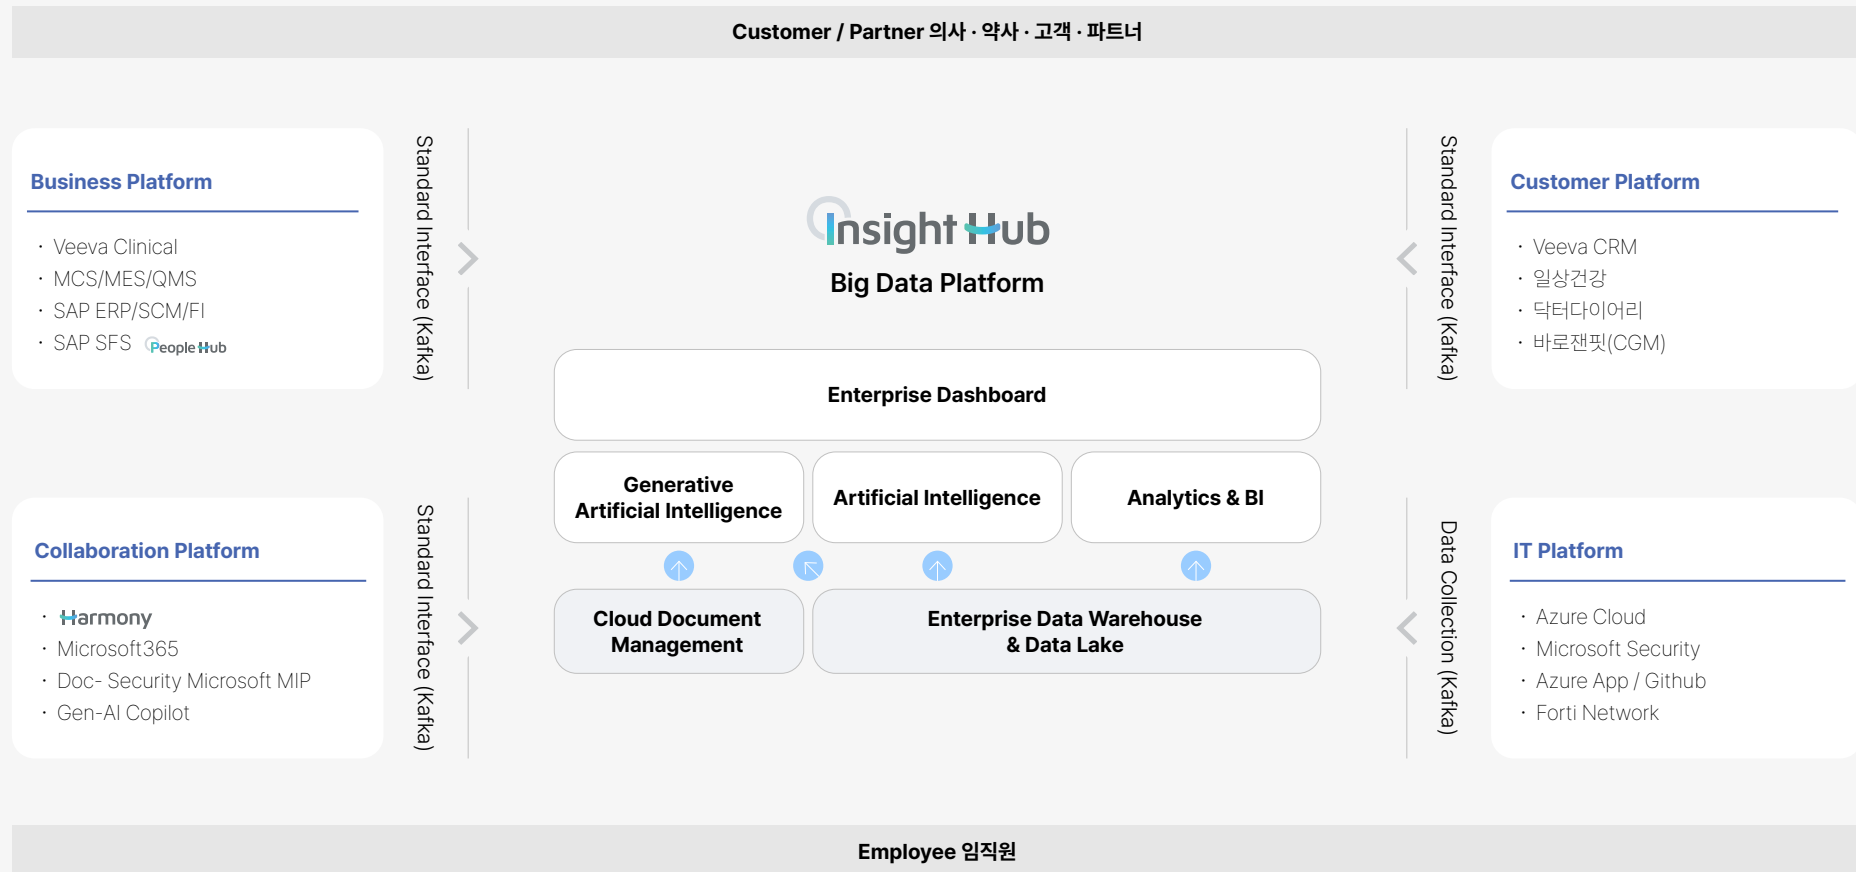 Customer / Partner 의사 · 약사 · 고객 · 파트너
Business Platform
· Veeva Clinical
· MCS/MES/QMS
· SAP ERP/SCM/FI
· SAP SFS People Hub
Standard Interface (Kafka)
Insight Hub
Big Data Platform
Standard Interface (Kafka)
Customer Platform
· Veeva CRM
· 일상건강
· 닥터다이어리
· 바로잰핏(CGM)
Enterprise Dashboard
Generative
Artificial Intelligence
Artificial Intelligence
Analytics & BI
Cloud Document
Management
Enterprise Data Warehouse
& Data Lake
Collaboration Platform
· Harmony
· Microsoft365
· Doc- Security Microsoft MIP
· Gen-AI Copilot
Standard Interface (Kafka)
Data Collection (Kafka)
IT Platform
· Azure Cloud
· Microsoft Security
· Azure App / Github
· Forti Network
Employee 임직원